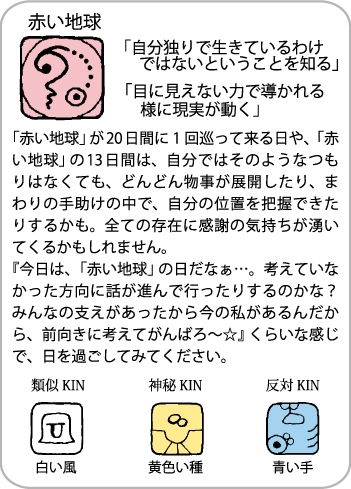 赤い地球
「自分独りで生きているわけ
ではないということを知る」
「目に見えない力で導かれる
様に現実が動く」
「赤い地球」が20日間に１回巡って来る日や、「赤
い地球」の13日間は、自分ではそのようなつも
りはなくても、どんどん物事が展開したり、ま
わりの手助けの中で、自分の位置を把握できた
りするかも。全ての存在に感謝の気持ちが湧い
てくるかもしれません。
『今日は、「赤い地球」の日だなぁ…。考えていな
かった方向に話が進んで行ったりするのかな？
みんなの支えがあったから今の私があるんだか
ら、前向きに考えてがんばろ〜☆』くらいな感じ
で、日を過ごしてみてください。
類似 KIN
神秘 KIN
反対 KIN
白い風
黄色い種
青い手